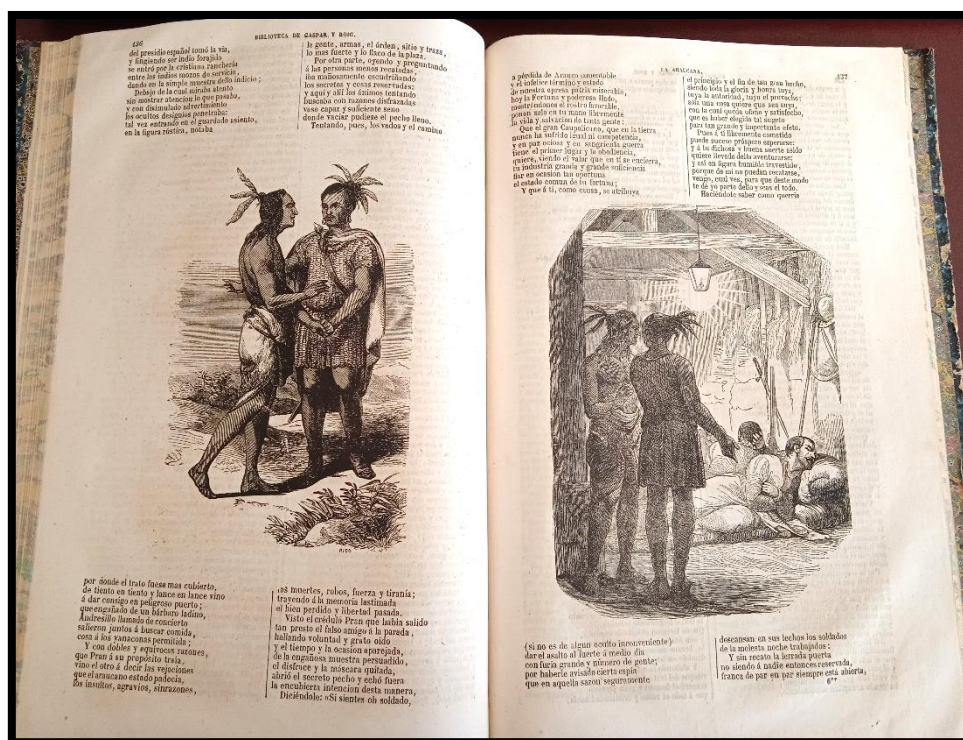 136
BIBLIOTECA DE GASPAR, Y ROIG.
del presidio español tomó la via,
y fingiendo ser indio forajido
se entró por la cristiana ranchería
entre los indios mozos de servicio,
dando en la simple muestra dello indicio;
Debajo de la cual miraba atento
sin mostrar atencion lo que pasaba,
y con disimulado advertimiento
los ocultos designios penetraba:
tal vez entrando en el guardado asiento,
en la figura rústica, notaba
la gente, armas, el órden, sitio y traza,
lo mas fuerte y lo flaco de la plaza.
Por otra parte, oyendo y preguntando
á las personas menos recatadas,
iba mañosamente escudriñando
los secretos y cosas reservadas:
y aqui y allí los ánimos tentando
buscaba con razones disfrazadas
vaso capaz y suficiente seno
donde vaciar pudiese el pecho lleno.
Tentando, pues, los vados y el camino
por donde el trato fuese mas cubierto,
de tiento en tiento y lance en lance vino
á dar consigo en peligroso puerto;
que engañado de un bárbaro ladino,
Andresillo llamado de concierto
salieron juntos á buscar comida,
cosa á los yanaconas permitida;
Y con dobles y equívocas razones,
que Pran á su propósito traia,
vino el otro á decir las vejaciones
que el araucano estado padecia,
los insultos, agravios, sinrazones,
las muertes, robos, fuerza y tiranía;
trayendo á la memoria lastimada
el bien perdido y libertad pasada.
Visto el crédulo Pran que habia salido
tan presto el falso amigo á la parada,
hallando voluntad y grato oido
y el tiempo y la ocasion aparejada,
de la engañosa muestra persuadido,
el disfrace y la máscara quitada,
abrió el secreto pecho y echó fuera
la encubierta intencion desta manera,
Diciéndole: «Si sientes oh soldado,
LA ARAUCANA.
137
a pérdida de Arauco lamentable
y el infelice término y estado
de nuestra opresa patria miserable,
hoy la Fortuna y poderoso Hado,
mostrándonos el rostro favorable,
ponen solo en tu mano libremente
la vida y salvacion de tanta gente:
Que el gran Caupolicano, que en la tierra
nunca ha sufrido igual ni competencia,
y en paz ociosa y en sangrienta guerra
tiene el primer lugar y la obediencia,
quiere, viendo el valor que en tí se encierra,
tu industria grande y grande suficiencia
fiar en ocasion tan oportuna
el estado comun de tu fortuna;
Y que á tí, como causa, se atribuya
el principio y el fin de tan gran hecho,
siendo toda la gloria y honra tuya,
tuya la autoridad, tuyo el provecho:
sola una cosa quiere que sea suya,
con la cual queda ufano y satisfecho,
que es haber elegido tal sugeto
para tan grande y importante efeto.
Pues á tí libremente cometido
puede suceso próspero esperarse;
y á tu dichosa y buena suerte asido
quiere llevado della aventurarse:
y asi en figura humilde travestido,
porque de mí no puedan recatarse,
vengo, cual ves, para que deste modo
te dé yo parte dello y seas el todo.
Haciéndote saber como querria
(si no es de algun oculto inconveniente)
dar el asalto al fuerte á medio dia
con furia grande y número de gente;
por haberle avisado cierta espía
que en aquella sazon seguramente
descansan en sus lechos los soldados
de la molesta noche trabajados:
Y sin recato la ferrada puerta
no siendo á nadie entonces reservada,
franca de par en par siempre está abierta,